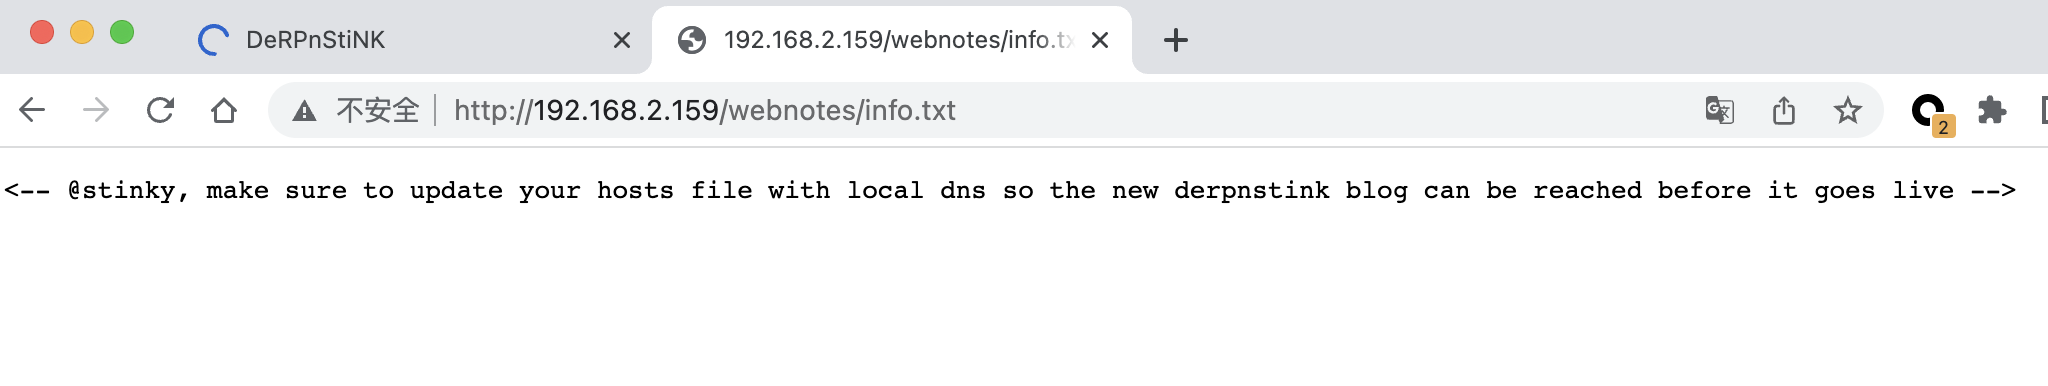 DeRPnStiNK
192.168.2.159/webnotes/info.tx
不安全 http://192.168.2.159/webnotes/info.txt
2
<-- @stinky, make sure to update your hosts file with local dns so the new derpnstink blog can be reached before it goes live -->